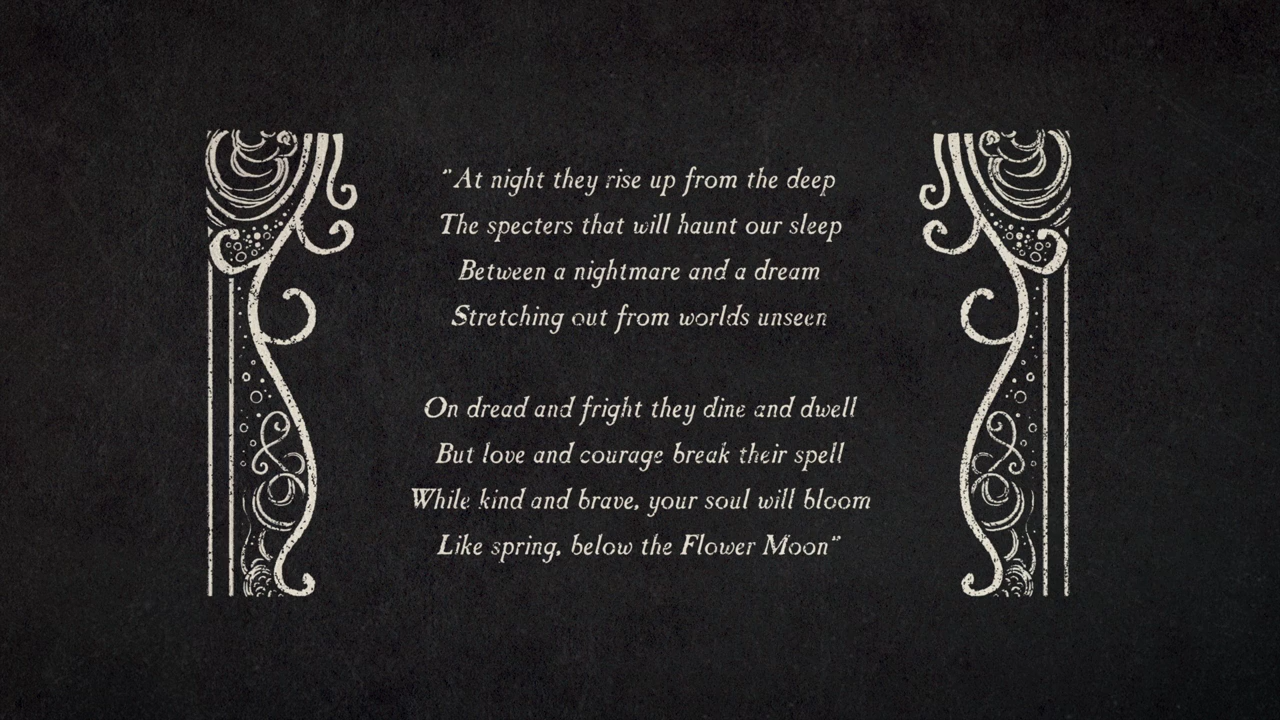 "At night they rise up from the deep
The specters that will haunt our sleep
Between a nightmare and a dream
Stretching out from worlds unseen
On dread and fright they dine and dwell
But love and courage break their spell
While kind and brave, your soul will bloom
Like spring, below the Flower Moon"